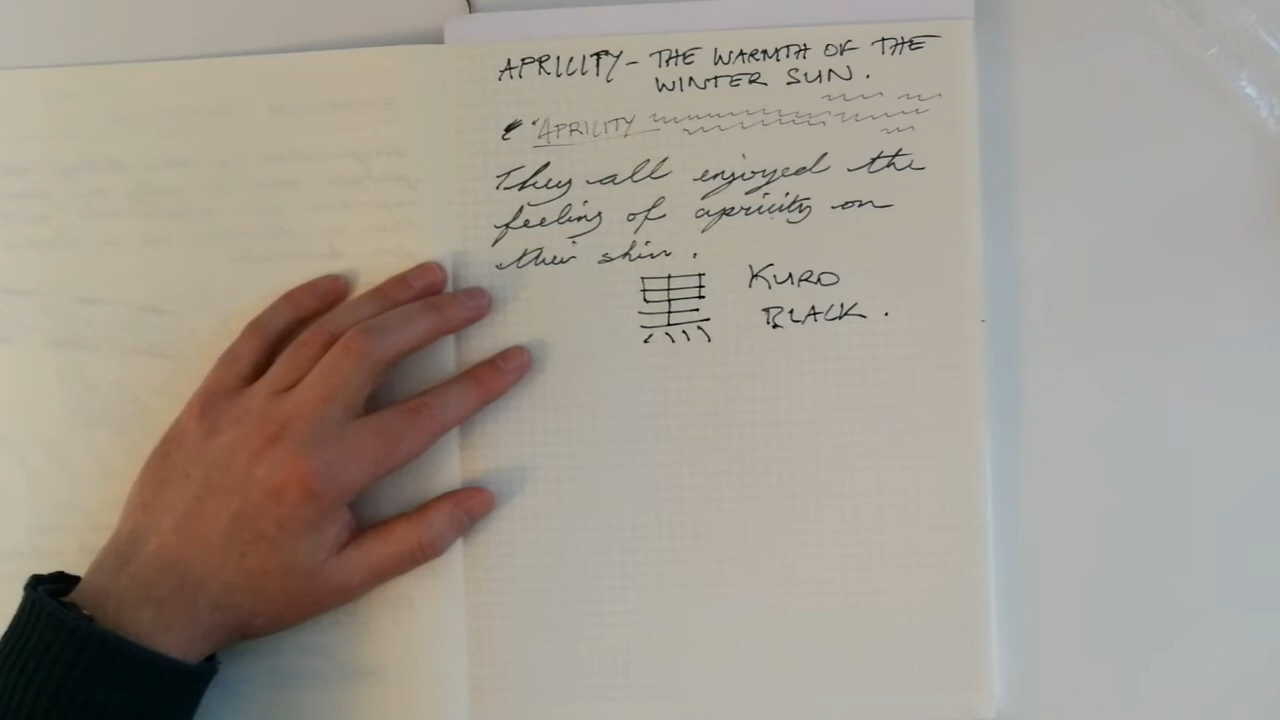 APRICITY - THE WARMTH OF THE
WINTER SUN.
APRICITY
They all enjoyed the
feeling of apricity on
their skin.
黒 KURO
BLACK.